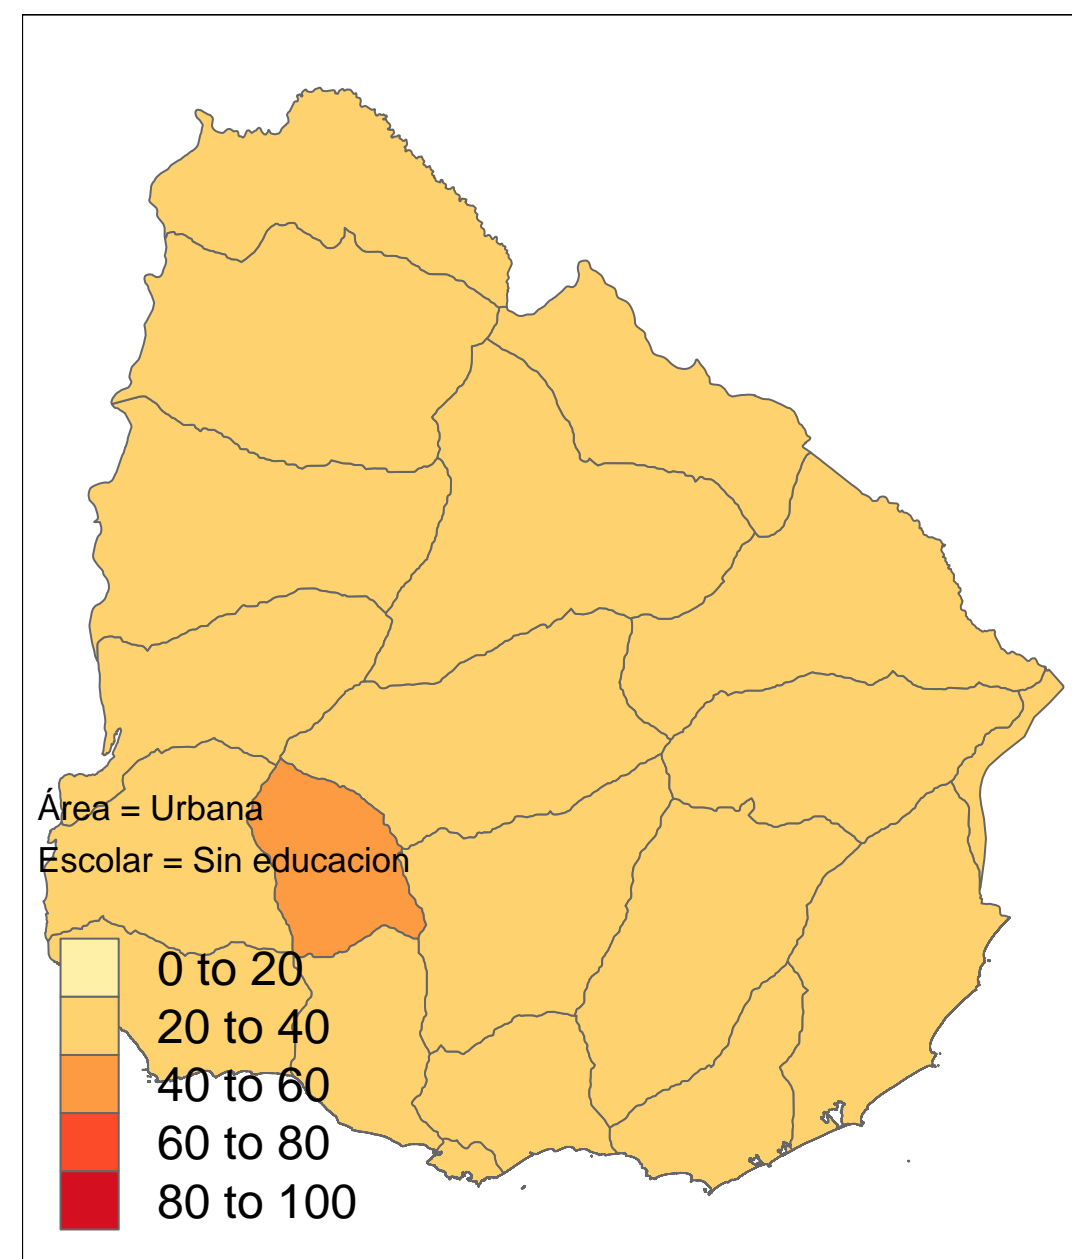 Área = Urbana
Escolar = Sin educacion
0 to 20
20 to 40
40 to 60
60 to 80
80 to 100